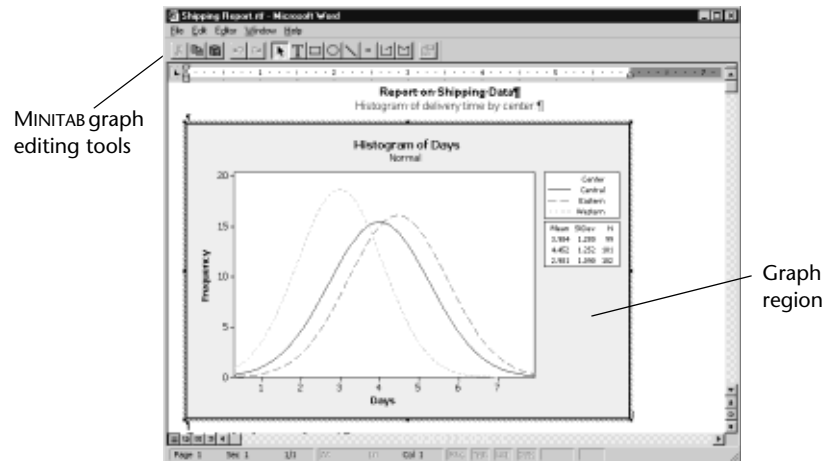 Shipping Report.rtf - Microsoft Word
File Edit Editor Window Help
Report on Shipping Data¶
Histogram of delivery time by center ¶
MINITAB graph
editing tools
Histogram of Days
Normal
Frequency
20
15
10
5
0
1 2 3 4 5 6 7
Days
Center
Central
Eastern
Western
Mean StDev N
3.984 1.280 99
4.452 1.252 101
2.981 1.090 102
Graph
region
Page 1 Sec 1 1/1 Col 1